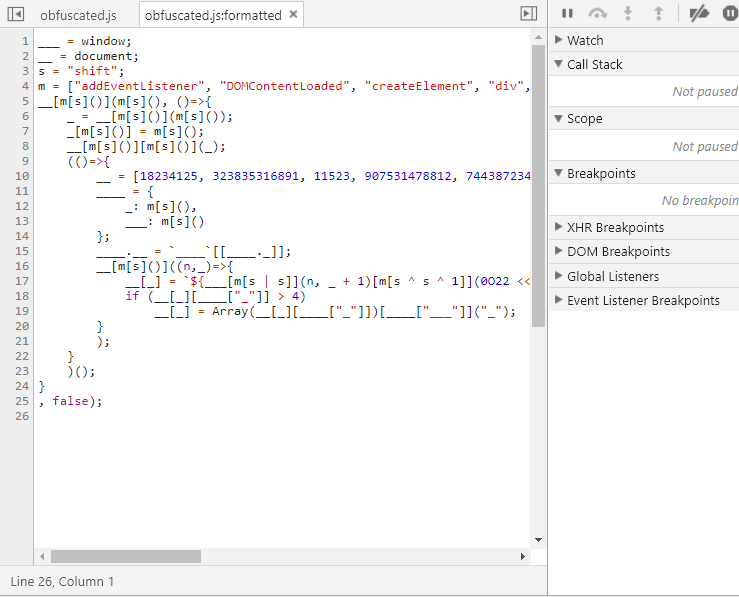 obfuscated.js
obfuscated.js:formatted ×
1 ___ = window;
2 __ = document;
3 s = "shift";
4 m = ["addEventListener", "DOMContentLoaded", "createElement", "div",
5 __[m[s]()](m[s](), ()=>{
6     _ = __[m[s]()](m[s]());
7     _[m[s]()] = m[s]();
8     __[m[s]()][m[s]()](_);
9     (()=>{
10         __ = [18234125, 323835316891, 11523, 907531478812, 744387234
11         ____ = {
12             _: m[s](),
13             ___: m[s]()
14         };
15         ____.__ = `____`[[____._]];
16         __[m[s]()]((n,_)=>{
17             __[_] = `${___[m[s | s]](n, _ + 1)[m[s ^ s ^ 1]](0O22 <<
18             if (__[_][____["_"]] > 4)
19                 __[_] = Array(__[_][____["_"]])[____["___"]]("_");
20         }
21         );
22     }
23     )();
24 }
25 , false);
26
Line 26, Column 1
Watch
Call Stack
Not paused
Scope
Not paused
Breakpoints
No breakpoin
XHR Breakpoints
DOM Breakpoints
Global Listeners
Event Listener Breakpoints